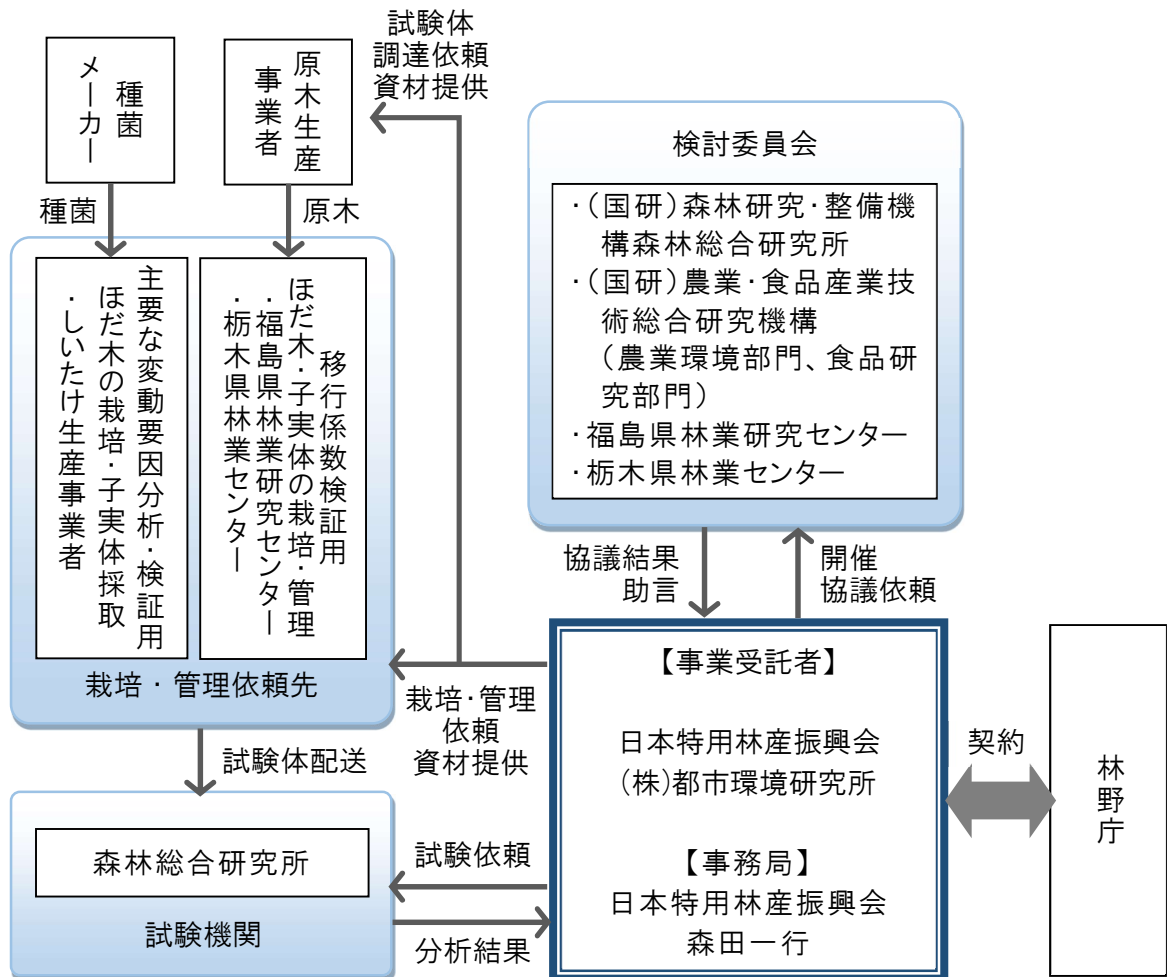 種菌
メーカー
原木生産
事業者
試験体
調達依頼
資材提供
種菌
原木
主要な変動要因分析・検証用
ほだ木の栽培・子実体採取
・しいたけ生産事業者
移行係数検証用
ほだ木・子実体の栽培・管理
・福島県林業研究センター
・栃木県林業センター
栽培・管理依頼先
検討委員会
・（国研）森林研究・整備機
構森林総合研究所
・（国研）農業・食品産業技
術総合研究機構
（農業環境部門、食品研
究部門）
・福島県林業研究センター
・栃木県林業センター
協議結果
助言
開催
協議依頼
栽培・管理
依頼
資材提供
試験体配送
【事業受託者】
日本特用林産振興会
(株)都市環境研究所
【事務局】
日本特用林産振興会
森田一行
契約
林野庁
森林総合研究所
試験機関
試験依頼
分析結果